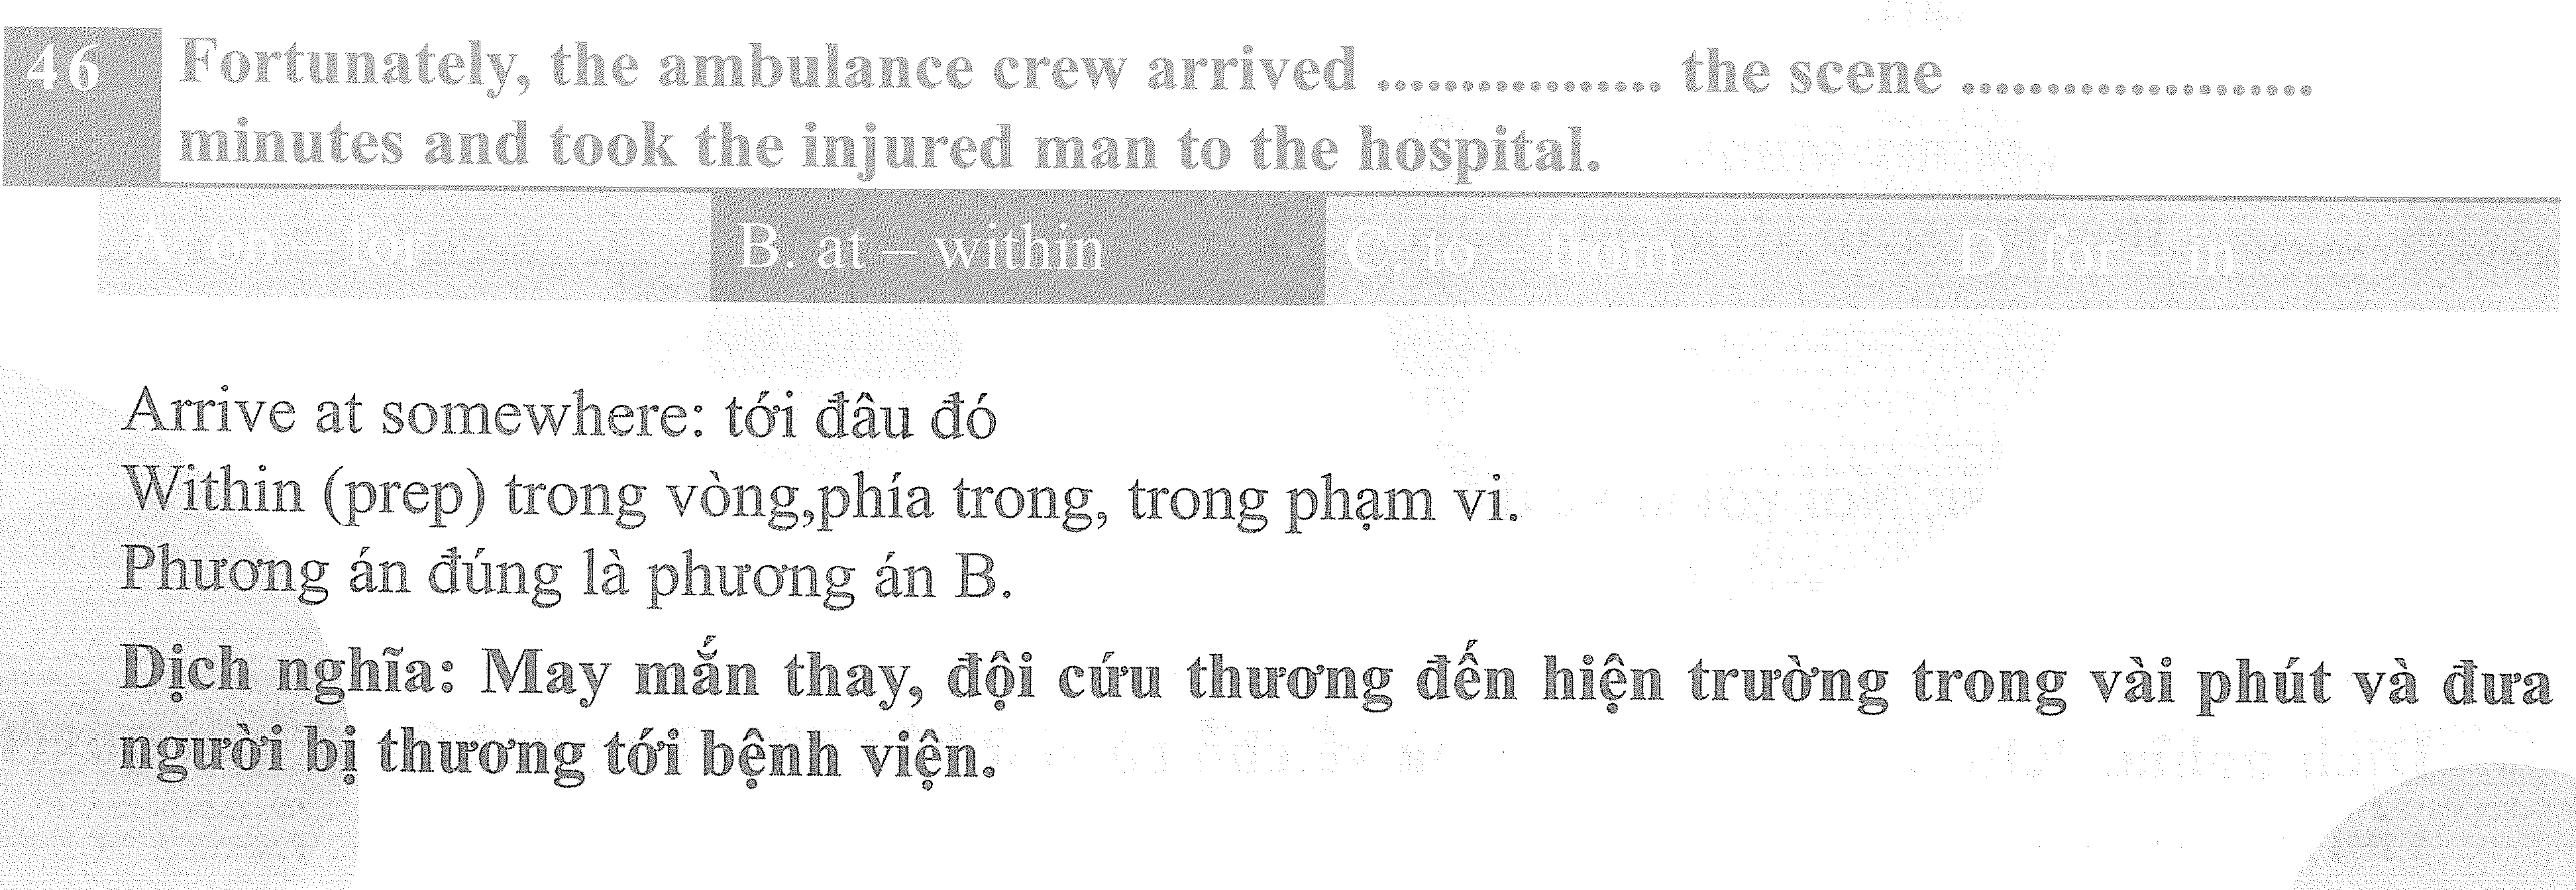 46 Fortunately, the ambulance crew arrived ................ the scene ....................
minutes and took the injured man to the hospital.
A. on – for B. at – within C. to – from D. for – in
Arrive at somewhere: tới đâu đó
Within (prep) trong vòng,phía trong, trong phạm vi.
Phương án đúng là phương án B.
Dịch nghĩa: May mắn thay, đội cứu thương đến hiện trường trong vài phút và đưa
người bị thương tới bệnh viện.